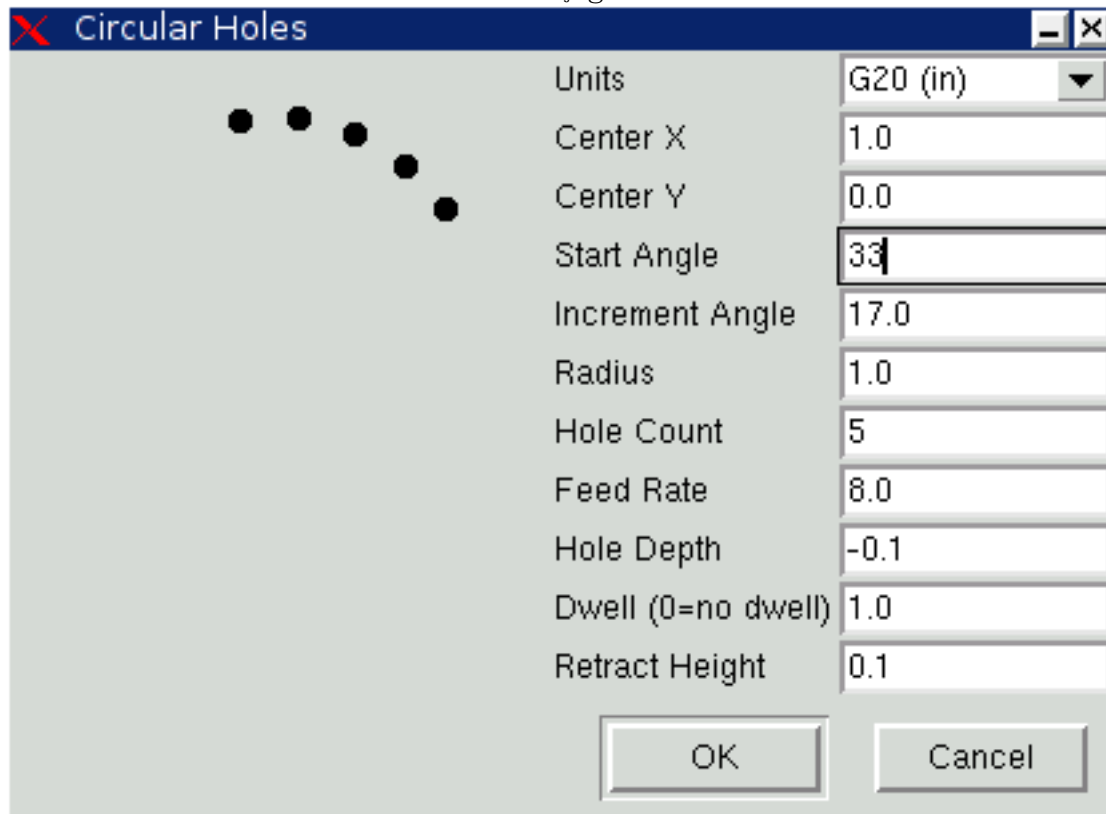 Circular Holes
Units G20 (in)
Center X 1.0
Center Y 0.0
Start Angle 33
Increment Angle 17.0
Radius 1.0
Hole Count 5
Feed Rate 8.0
Hole Depth -0.1
Dwell (0=no dwell) 1.0
Retract Height 0.1
OK Cancel